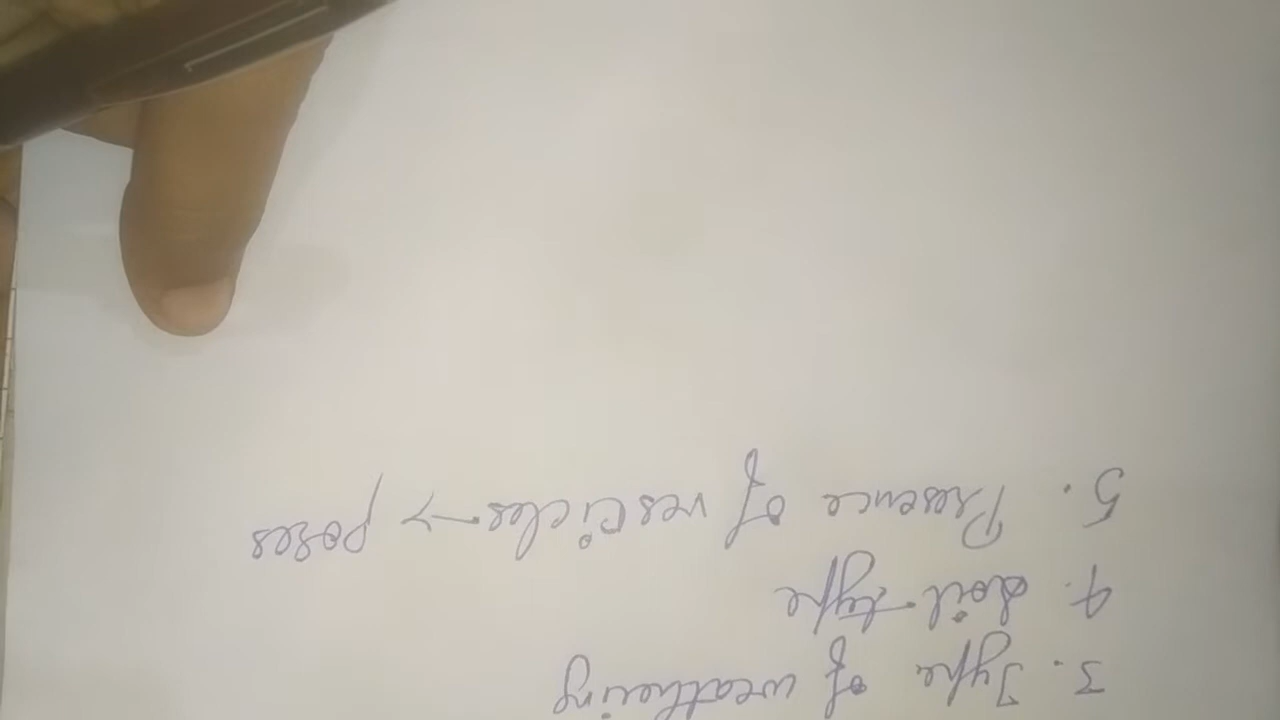 3. Type of weathering
4. Soil type
5. Presence of vesicles → pores